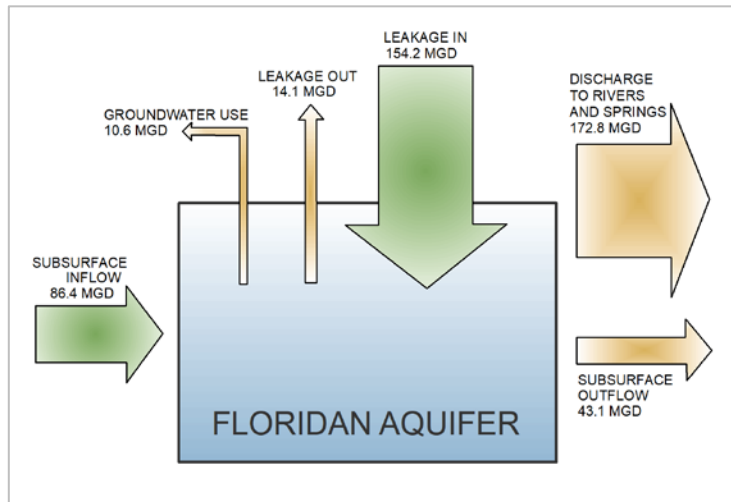 LEAKAGE IN
154.2 MGD
LEAKAGE OUT
14.1 MGD
DISCHARGE
TO RIVERS
AND SPRINGS
172.8 MGD
GROUNDWATER USE
10.6 MGD
SUBSURFACE
INFLOW
86.4 MGD
SUBSURFACE
OUTFLOW
43.1 MGD
FLORIDAN AQUIFER